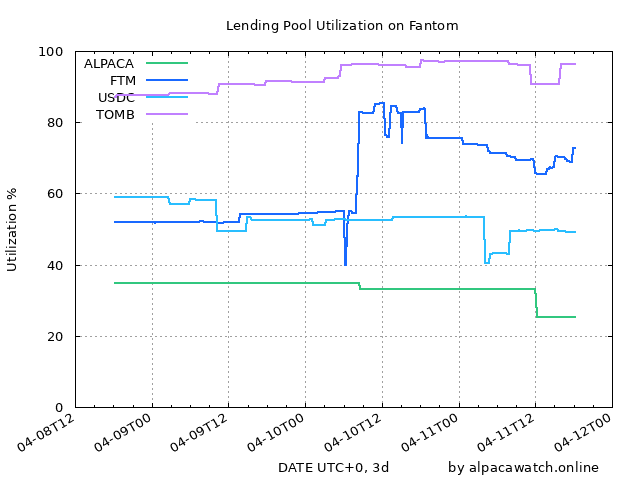 Lending Pool Utilization on Fantom
100
80
60
40
20
0
Utilization %
ALPACA
FTM
USDC
TOMB
04-08T12
04-09T00
04-09T12
04-10T00
04-10T12
04-11T00
04-11T12
04-12T00
DATE UTC+0, 3d
by alpacawatch.online